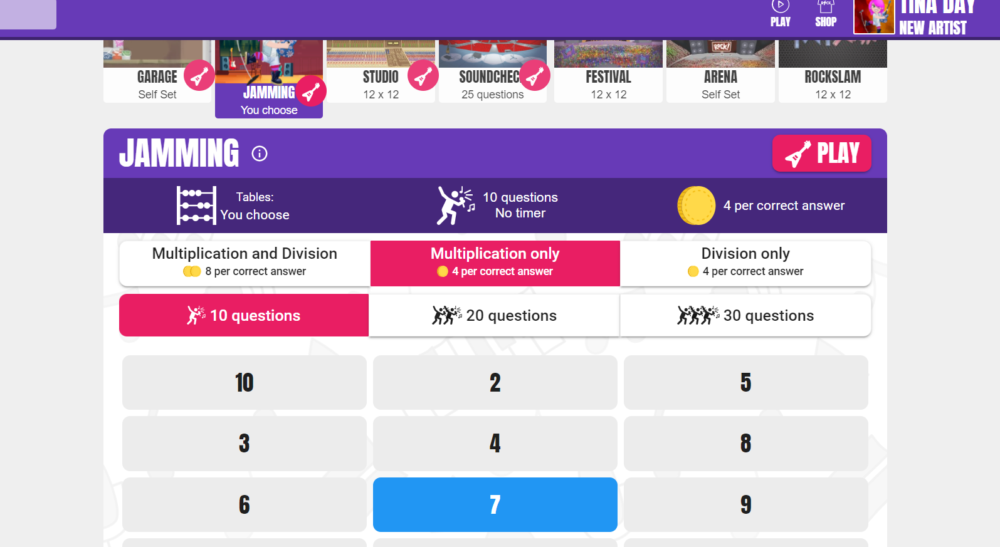 PLAY
SHOP
TINA DAY
NEW ARTIST
ROCK
ROCK!
GARAGE
Self Set
JAMMING
You choose
STUDIO
12 x 12
SOUNDCHEC
25 questions
FESTIVAL
12 x 12
ARENA
Self Set
ROCKSLAM
12 x 12
JAMMING
PLAY
Tables:
You choose
10 questions
No timer
4 per correct answer
Multiplication and Division
8 per correct answer
Multiplication only
4 per correct answer
Division only
4 per correct answer
10 questions
20 questions
30 questions
10
2
5
3
4
8
6
7
9